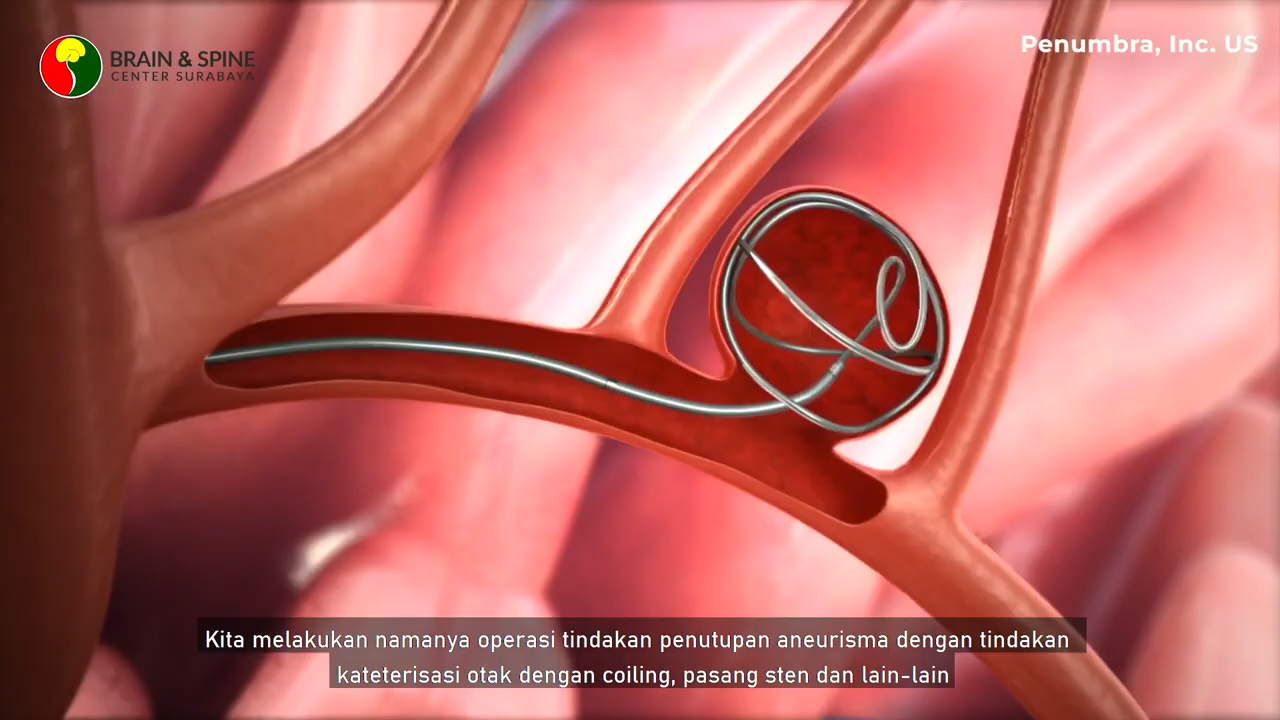 BRAIN & SPINE
CENTER SURABAYA
Penumbra, Inc. US
Kita melakukan namanya operasi tindakan penutupan aneurisma dengan tindakan
kateterisasi otak dengan coiling, pasang sten dan lain-lain